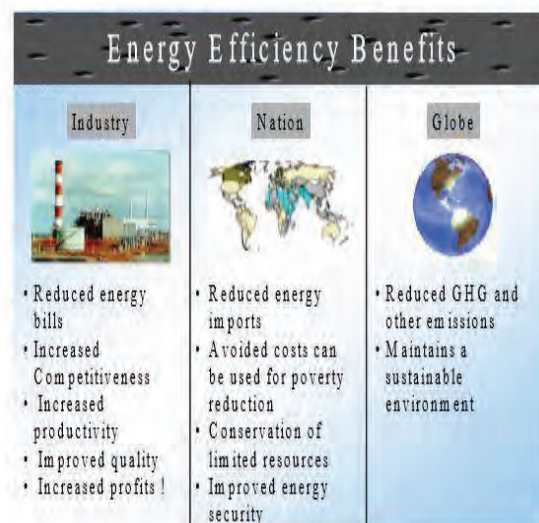 Energy Efficiency Benefits
Industry
• Reduced energy
bills
• Increased
Competitiveness
• Increased
productivity
• Improved quality
• Increased profits !
Nation
• Reduced energy
imports
• Avoided costs can
be used for poverty
reduction
• Conservation of
limited resources
• Improved energy
security
Globe
• Reduced GHG and
other emissions
• Maintains a
sustainable
environment